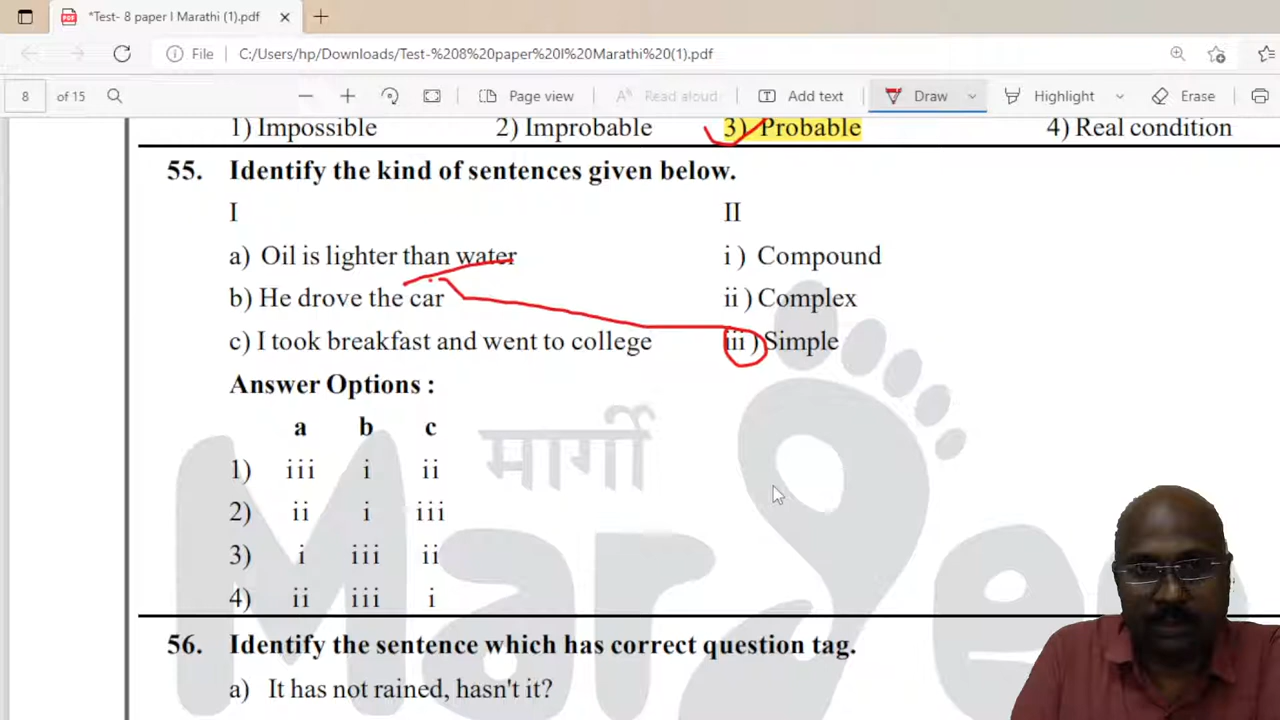 *Test- 8 paper I Marathi (1).pdf
File C:/Users/hp/Downloads/Test-%208%20paper%20I%20Marathi%20(1).pdf
8 of 15 Page view Read aloud Add text Draw Highlight Erase
1) Impossible 2) Improbable 3) Probable 4) Real condition
55. Identify the kind of sentences given below.
I II
a) Oil is lighter than water i ) Compound
b) He drove the car ii ) Complex
c) I took breakfast and went to college iii ) Simple
Answer Options :
a b c
1) iii i ii
2) ii i iii
3) i iii ii
4) ii iii i
मार्गी
56. Identify the sentence which has correct question tag.
a) It has not rained, hasn't it?